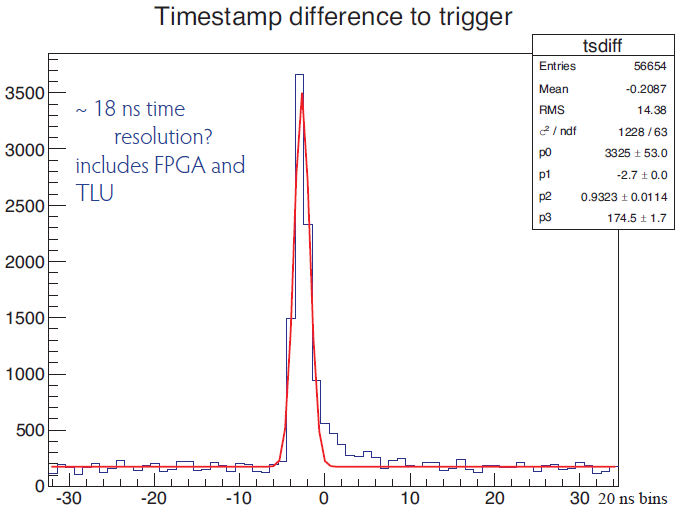 Timestamp difference to trigger
tsdiff
Entries 56654
Mean -0.2087
RMS 14.38
σ² / ndf 1228 / 63
p0 3325 ± 53.0
p1 -2.7 ± 0.0
p2 0.9323 ± 0.0114
p3 174.5 ± 1.7
~ 18 ns time
resolution?
includes FPGA and
TLU
3500
3000
2500
2000
1500
1000
500
0
-30 -20 -10 0 10 20 30 20 ns bins